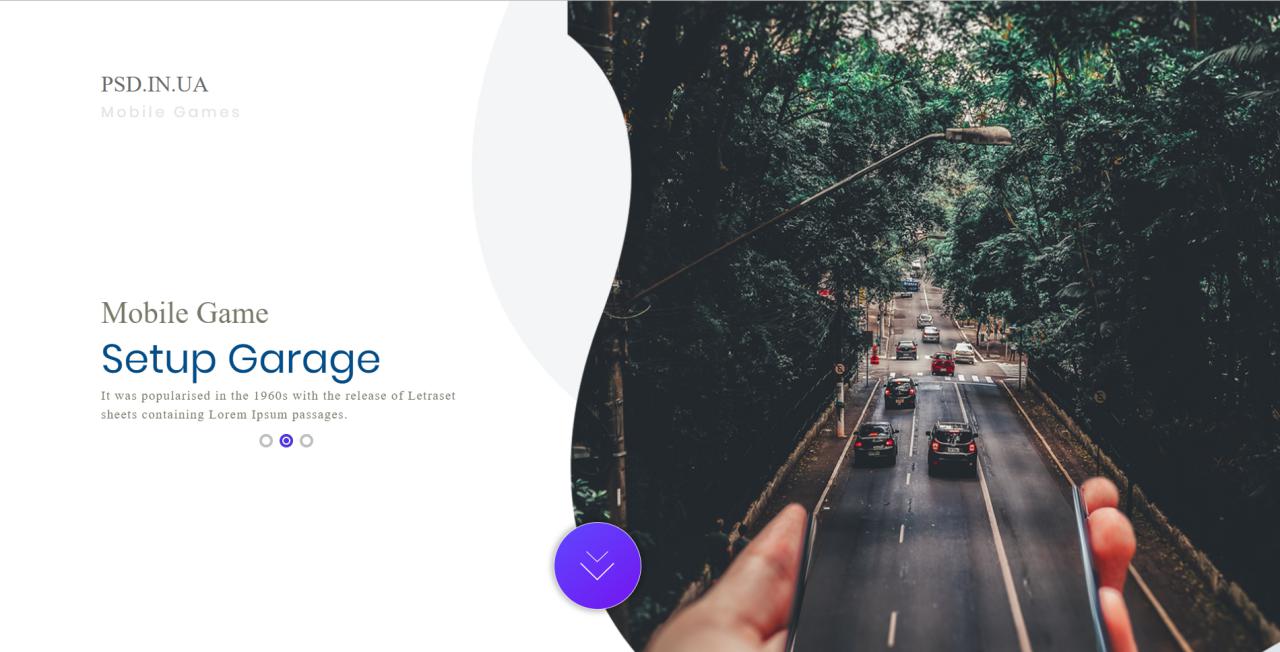 PSD.IN.UA
Mobile Games
Mobile Game
Setup Garage
It was popularised in the 1960s with the release of Letraset
sheets containing Lorem Ipsum passages.